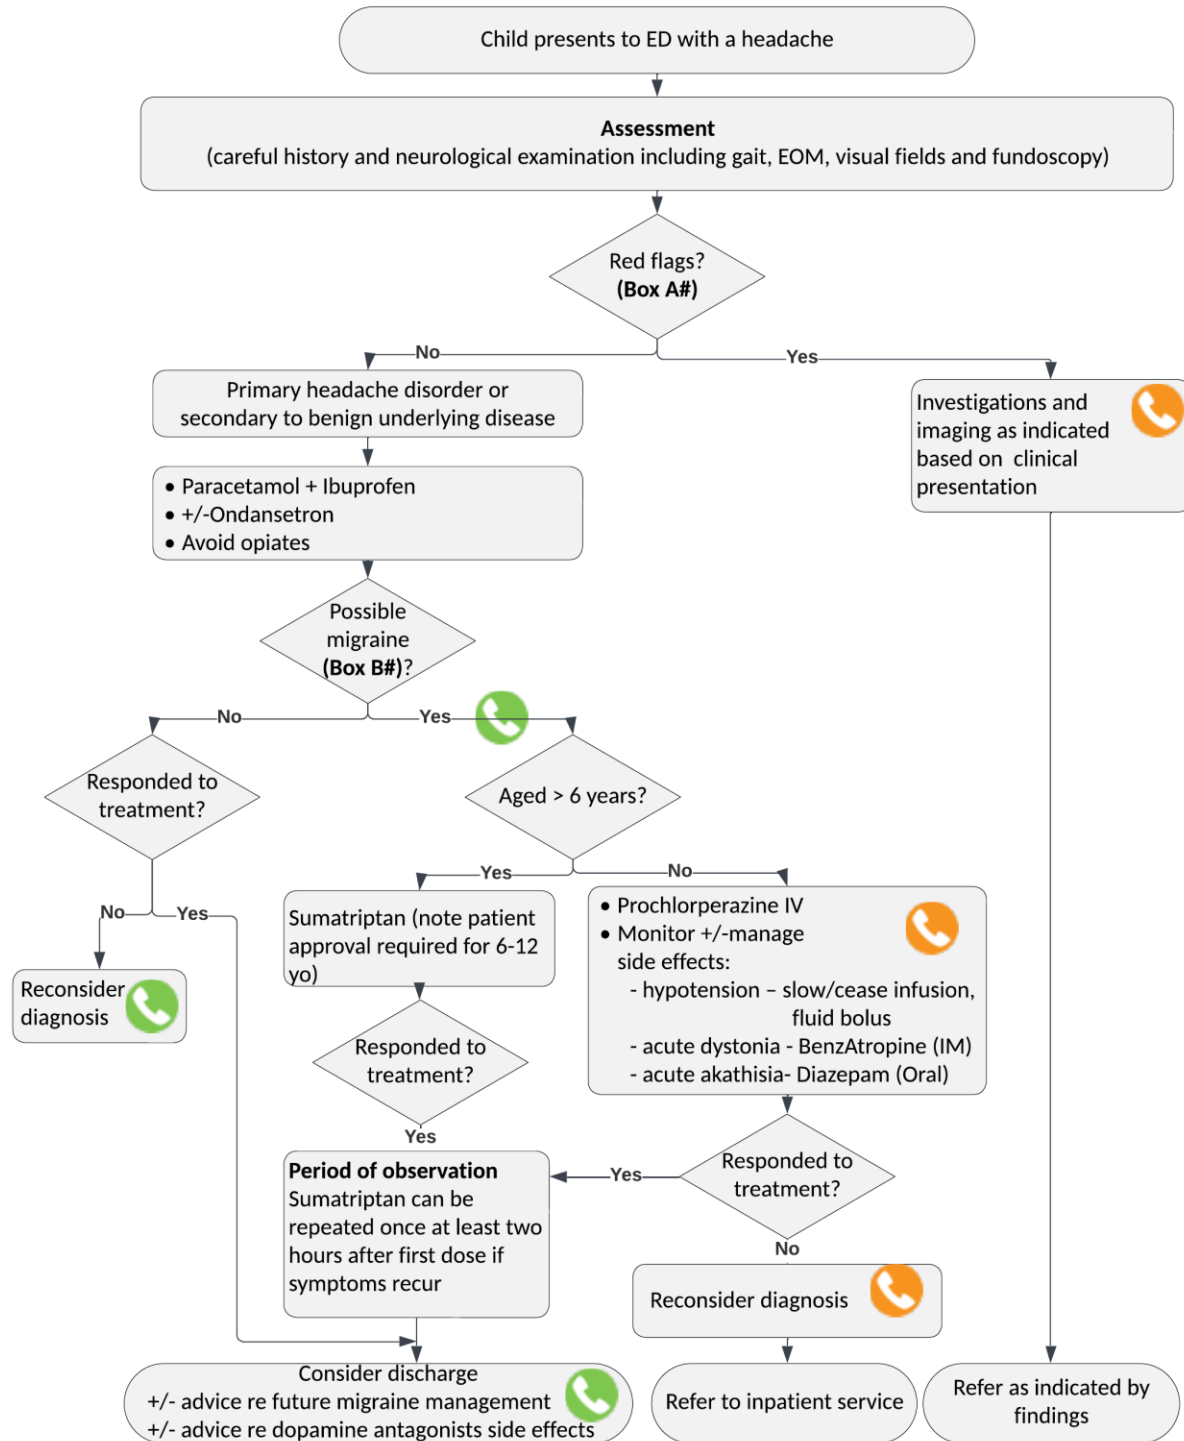 Child presents to ED with a headache
Assessment
(careful history and neurological examination including gait, EOM, visual fields and fundoscopy)
Red flags?
(Box A#)
No
Yes
Primary headache disorder or
secondary to benign underlying disease
Investigations and
imaging as indicated
based on clinical
presentation
• Paracetamol + Ibuprofen
• +/-Ondansetron
• Avoid opiates
Possible
migraine
(Box B#)?
No
Yes
Responded to
treatment?
Aged > 6 years?
No
Yes
Yes
No
Reconsider
diagnosis
Sumatriptan (note patient
approval required for 6-12
yo)
• Prochlorperazine IV
• Monitor +/-manage
side effects:
- hypotension – slow/cease infusion,
fluid bolus
- acute dystonia - BenzAtropine (IM)
- acute akathisia- Diazepam (Oral)
Responded to
treatment?
Yes
Period of observation
Sumatriptan can be
repeated once at least two
hours after first dose if
symptoms recur
Yes
Responded to
treatment?
No
Reconsider diagnosis
Consider discharge
+/- advice re future migraine management
+/- advice re dopamine antagonists side effects
Refer to inpatient service
Refer as indicated by
findings